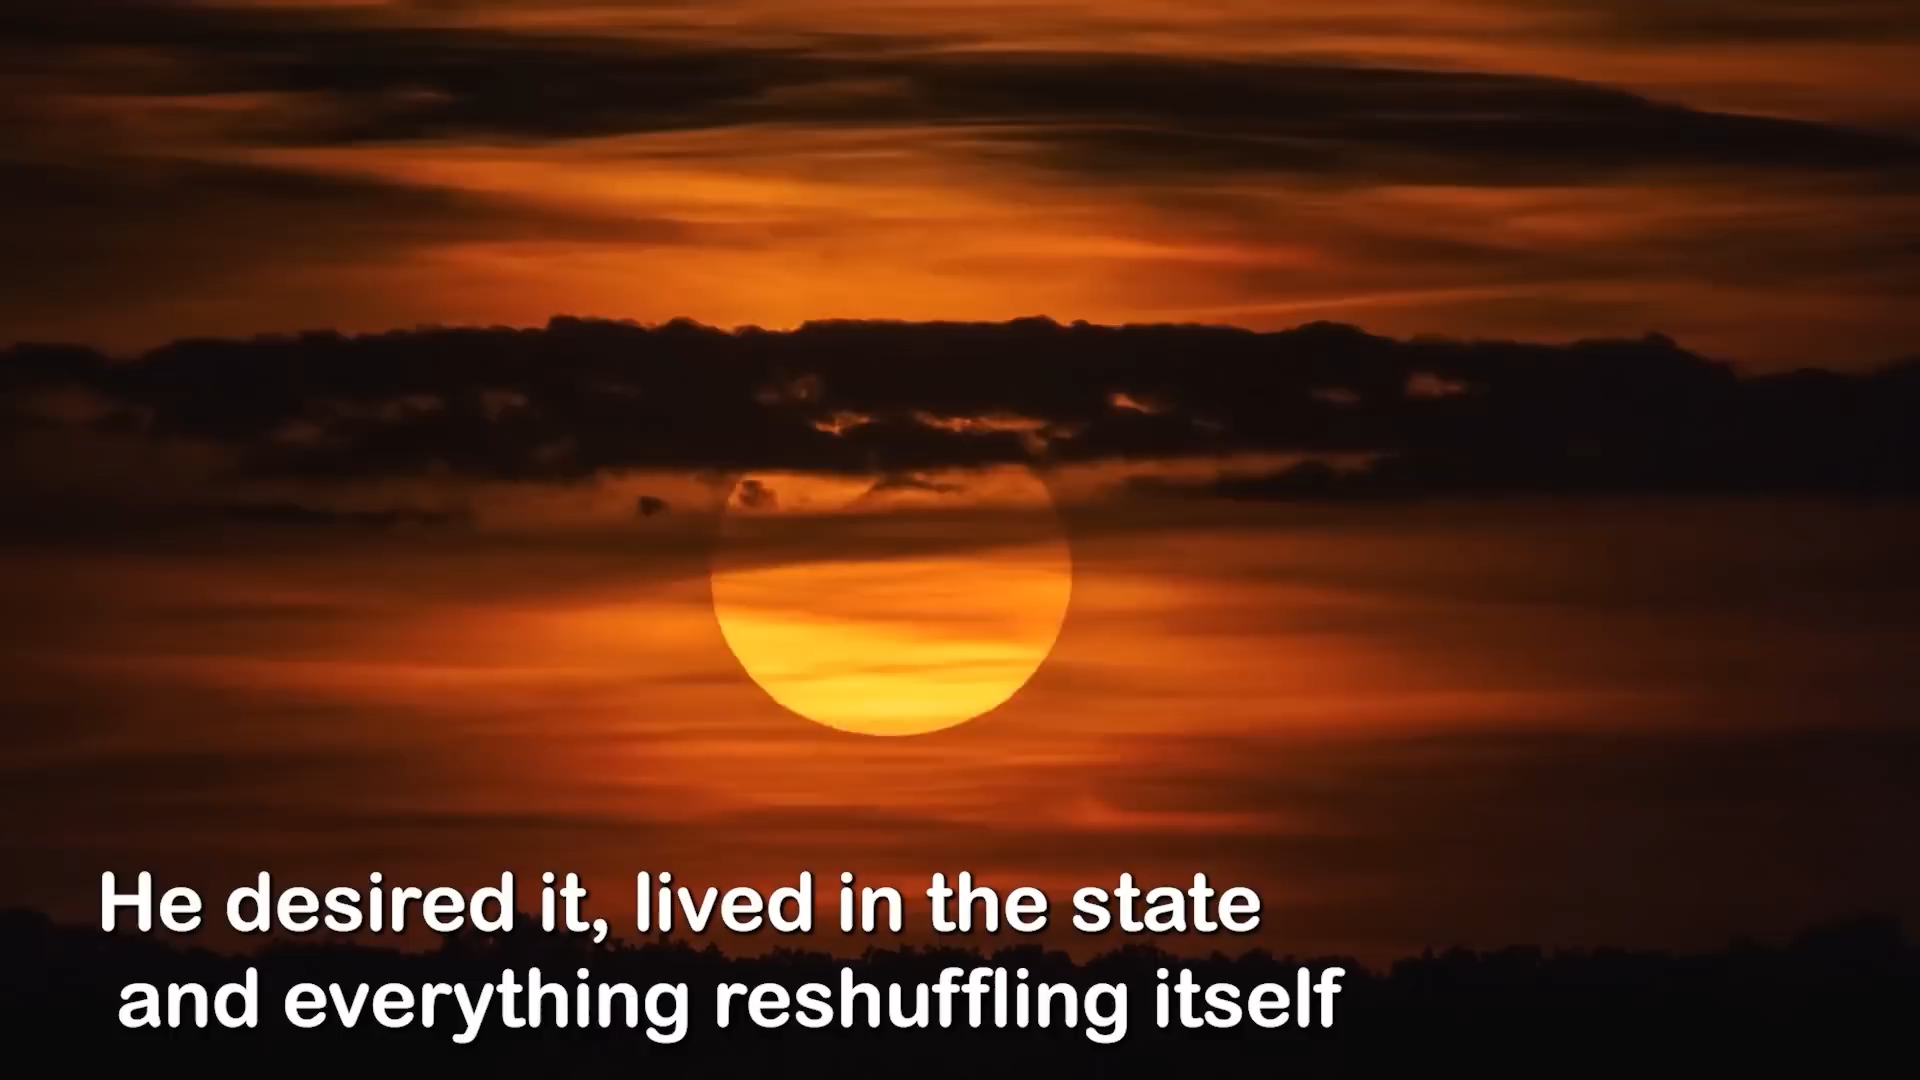 He desired it, lived in the state
and everything reshuffling itself